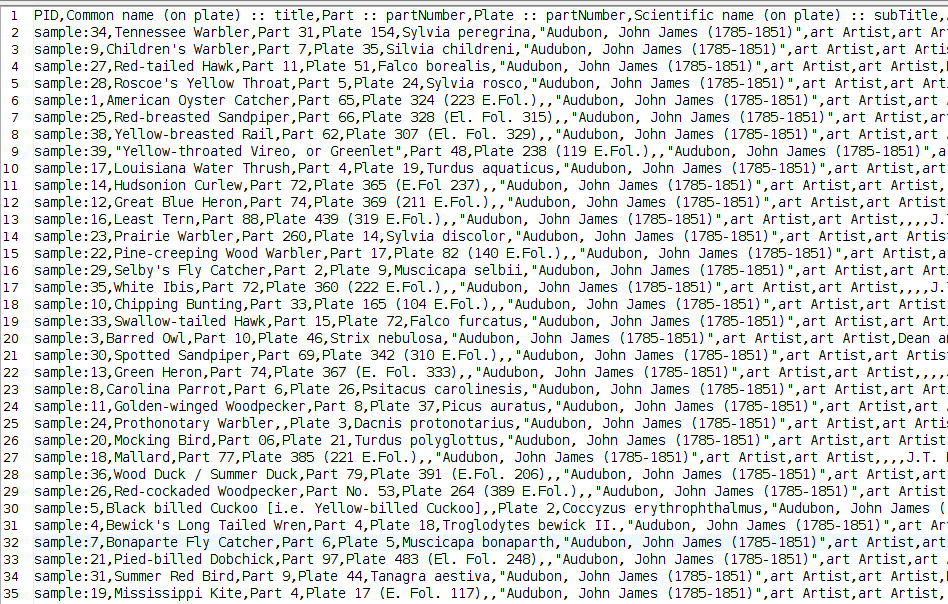 1 PID,Common name (on plate) :: title,Part :: partNumber,Plate :: partNumber,Scientific name (on plate) :: subTitle,
2 sample:34,Tennessee Warbler,Part 31,Plate 154,Sylvia peregrina,"Audubon, John James (1785-1851)",art Artist,art Ar
3 sample:9,Children's Warbler,Part 7,Plate 35,Silvia childreni,"Audubon, John James (1785-1851)",art Artist,art Art
4 sample:27,Red-tailed Hawk,Part 11,Plate 51,Falco borealis,"Audubon, John James (1785-1851)",art Artist,art Artist,
5 sample:28,Roscoe's Yellow Throat,Part 5,Plate 24,Sylvia rosco,"Audubon, John James (1785-1851)",art Artist,art Ar
6 sample:1,American Oyster Catcher,Part 65,Plate 324 (223 E.Fol.),,"Audubon, John James (1785-1851)",art Artist,art
7 sample:25,Red-breasted Sandpiper,Part 66,Plate 328 (El. Fol. 315),,"Audubon, John James (1785-1851)",art Artist,a
8 sample:38,Yellow-breasted Rail,Part 62,Plate 307 (El. Fol. 329),,"Audubon, John James (1785-1851)",art Artist,art
9 sample:39,"Yellow-throated Vireo, or Greenlet",Part 48,Plate 238 (119 E.Fol.),,"Audubon, John James (1785-1851)",a
10 sample:17,Louisiana Water Thrush,Part 4,Plate 19,Turdus aquaticus,"Audubon, John James (1785-1851)",art Artist,ar
11 sample:14,Hudsonion Curlew,Part 72,Plate 365 (E.Fol 237),,"Audubon, John James (1785-1851)",art Artist,art Artist,
12 sample:12,Great Blue Heron,Part 74,Plate 369 (211 E.Fol.),,"Audubon, John James (1785-1851)",art Artist,art Artis
13 sample:16,Least Tern,Part 88,Plate 439 (319 E.Fol.),,"Audubon, John James (1785-1851)",art Artist,art Artist,,,,J.
14 sample:23,Prairie Warbler,Part 260,Plate 14,Sylvia discolor,"Audubon, John James (1785-1851)",art Artist,art Arti
15 sample:22,Pine-creeping Wood Warbler,Part 17,Plate 82 (140 E.Fol.),,"Audubon, John James (1785-1851)",art Artist,a
16 sample:29,Selby's Fly Catcher,Part 2,Plate 9,Muscicapa selbii,"Audubon, John James (1785-1851)",art Artist,art Ar
17 sample:35,White Ibis,Part 72,Plate 360 (222 E.Fol.),,"Audubon, John James (1785-1851)",art Artist,art Artist,,,,J.
18 sample:10,Chipping Bunting,Part 33,Plate 165 (104 E.Fol.),,"Audubon, John James (1785-1851)",art Artist,art Artis
19 sample:33,Swallow-tailed Hawk,Part 15,Plate 72,Falco furcatus,"Audubon, John James (1785-1851)",art Artist,art Ar
20 sample:3,Barred Owl,Part 10,Plate 46,Strix nebulosa,"Audubon, John James (1785-1851)",art Artist,art Artist,Dean a
21 sample:30,Spotted Sandpiper,Part 69,Plate 342 (310 E.Fol.),,"Audubon, John James (1785-1851)",art Artist,art Arti
22 sample:13,Green Heron,Part 74,Plate 367 (E. Fol. 333),,"Audubon, John James (1785-1851)",art Artist,art Artist,,,,
23 sample:8,Carolina Parrot,Part 6,Plate 26,Psitacus carolinesis,"Audubon, John James (1785-1851)",art Artist,art Ar
24 sample:11,Golden-winged Woodpecker,Part 8,Plate 37,Picus auratus,"Audubon, John James (1785-1851)",art Artist,art
25 sample:24,Prothonotary Warbler,,Plate 3,Dacnis protonotarius,"Audubon, John James (1785-1851)",art Artist,art Art
26 sample:20,Mocking Bird,Part 06,Plate 21,Turdus polyglottus,"Audubon, John James (1785-1851)",art Artist,art Artis
27 sample:18,Mallard,Part 77,Plate 385 (221 E.Fol.),,"Audubon, John James (1785-1851)",art Artist,art Artist,,,,J.T.
28 sample:36,Wood Duck / Summer Duck,Part 79,Plate 391 (E.Fol. 206),,"Audubon, John James (1785-1851)",art Artist,art
29 sample:26,Red-cockaded Woodpecker,Part No. 53,Plate 264 (389 E.Fol.),,"Audubon, John James (1785-1851)",art Artist
30 sample:5,Black billed Cuckoo [i.e. Yellow-billed Cuckoo],,Plate 2,Coccyzus erythrophthalmus,"Audubon, John James (
31 sample:4,Bewick's Long Tailed Wren,Part 4,Plate 18,Troglodytes bewick II.,"Audubon, John James (1785-1851)",art Ar
32 sample:7,Bonaparte Fly Catcher,Part 6,Plate 5,Muscicapa bonaparth,"Audubon, John James (1785-1851)",art Artist,art
33 sample:21,Pied-billed Dobchick,Part 97,Plate 483 (El. Fol. 248),,"Audubon, John James (1785-1851)",art Artist,art
34 sample:31,Summer Red Bird,Part 9,Plate 44,Tanagra aestiva,"Audubon, John James (1785-1851)",art Artist,art Artist,
35 sample:19,Mississippi Kite,Part 4,Plate 17 (E. Fol. 117),,"Audubon, John James (1785-1851)",art Artist,art Artist